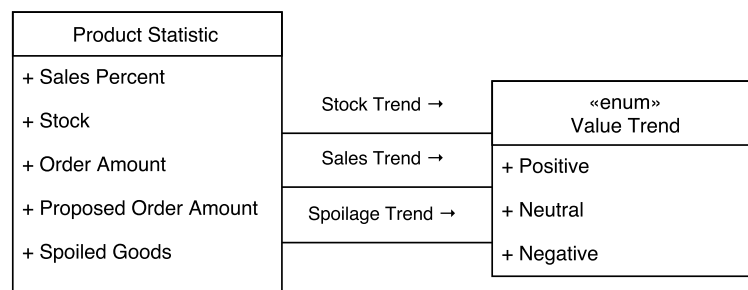 Product Statistic
+ Sales Percent
+ Stock
+ Order Amount
+ Proposed Order Amount
+ Spoiled Goods
Stock Trend →
Sales Trend →
Spoilage Trend →
«enum»
Value Trend
+ Positive
+ Neutral
+ Negative